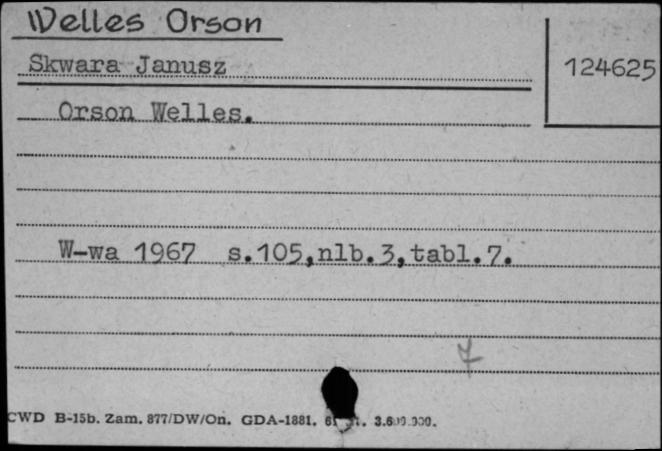 Welles Orson
Skwara Janusz
124625
Orson Welles.
W-wa 1967 s.105,nlb.3,tabl.7.
7
CWD B-15b. Zam. 877/DW/On. GDA-1881.